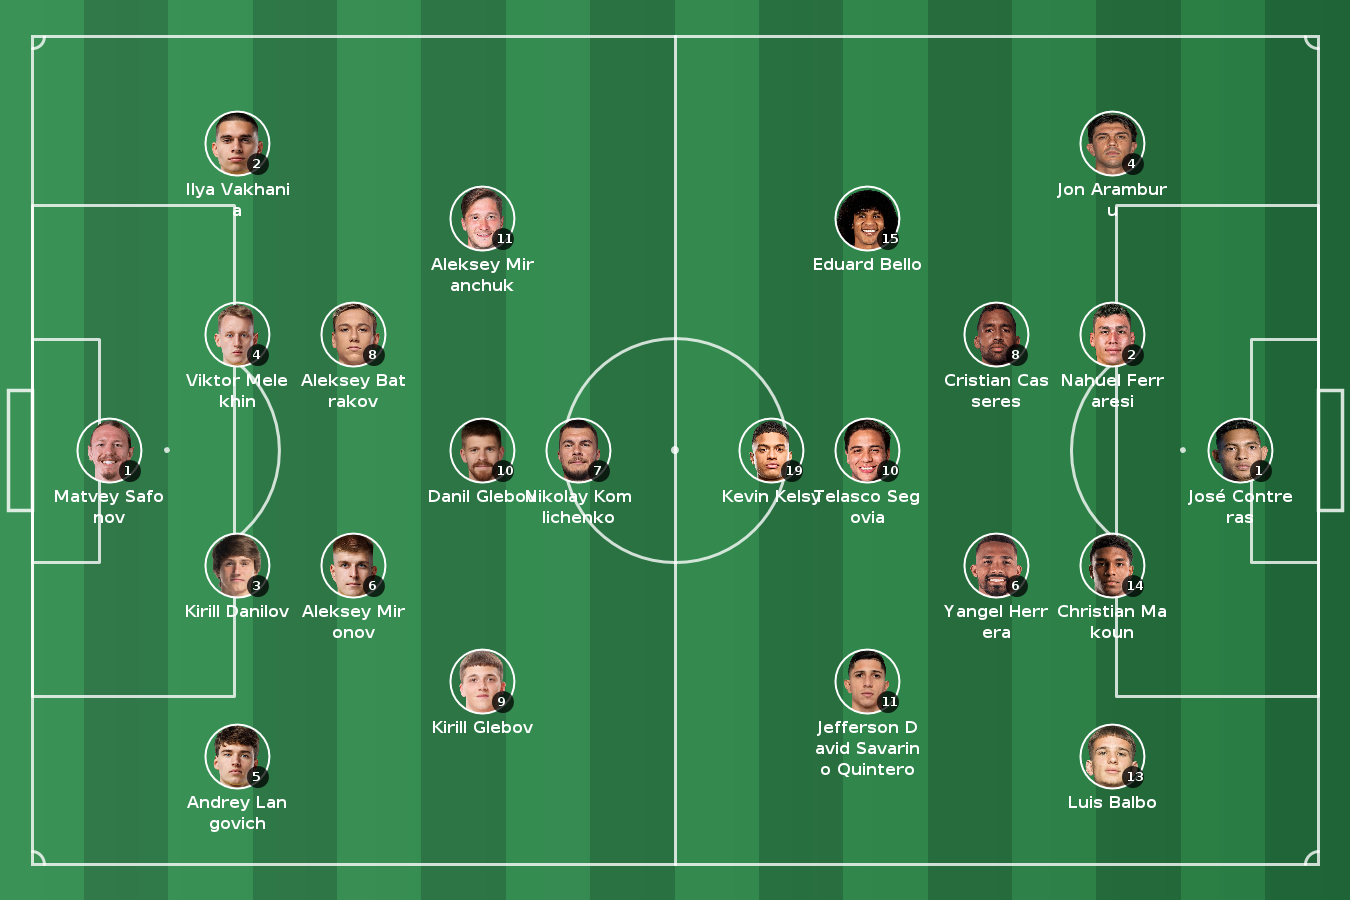 2
Ilya Vakhani
a
4
Jon Arambur
u
11
Aleksey Mir
anchuk
15
Eduard Bello
4
Viktor Mele
khin
8
Aleksey Bat
rakov
8
Cristian Cas
seres
2
Nahuel Ferr
aresi
1
Matvey Safo
nov
10
Danil Glebov
7
Nikolay Kom
lichenko
19
Kevin Kelsy
10
Telasco Seg
ovia
1
José Contre
ras
3
Kirill Danilov
6
Aleksey Mir
onov
6
Yangel Herr
era
14
Christian Ma
koun
9
Kirill Glebov
11
Jefferson D
avid Savarin
o Quintero
5
Andrey Lan
govich
13
Luis Balbo